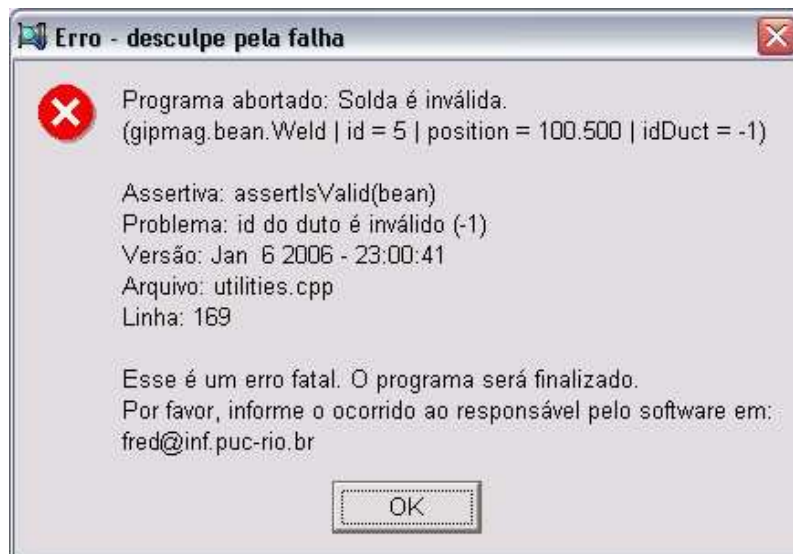 Erro - desculpe pela falha
Programa abortado: Solda é inválida.
(gipmag.bean.Weld | id = 5 | position = 100.500 | idDuct = -1)
Assertiva: assertIsValid(bean)
Problema: id do duto é inválido (-1)
Versão: Jan 6 2006 - 23:00:41
Arquivo: utilities.cpp
Linha: 169
Esse é um erro fatal. O programa será finalizado.
Por favor, informe o ocorrido ao responsável pelo software em:
fred@inf.puc-rio.br
OK